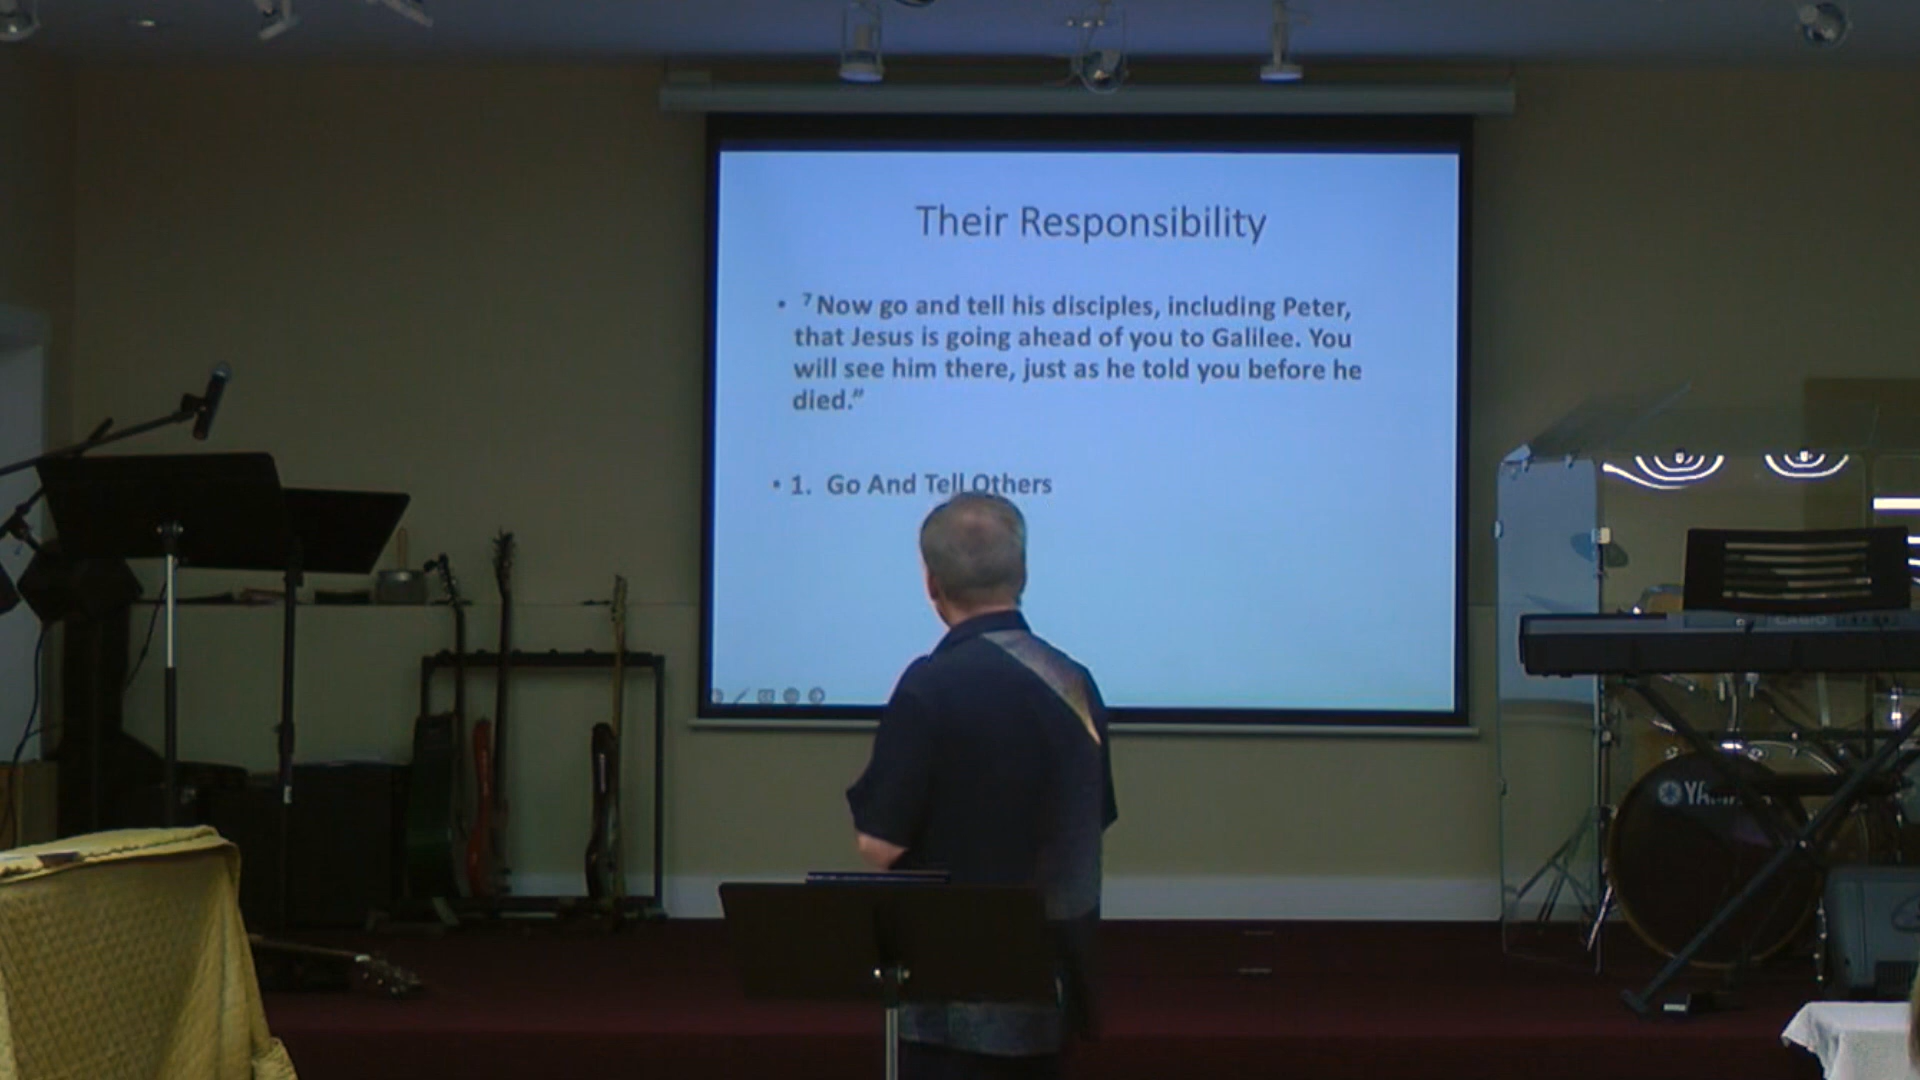 Their Responsibility
• ⁷ Now go and tell his disciples, including Peter,
that Jesus is going ahead of you to Galilee. You
will see him there, just as he told you before he
died.”
• 1. Go And Tell Others
CASIO